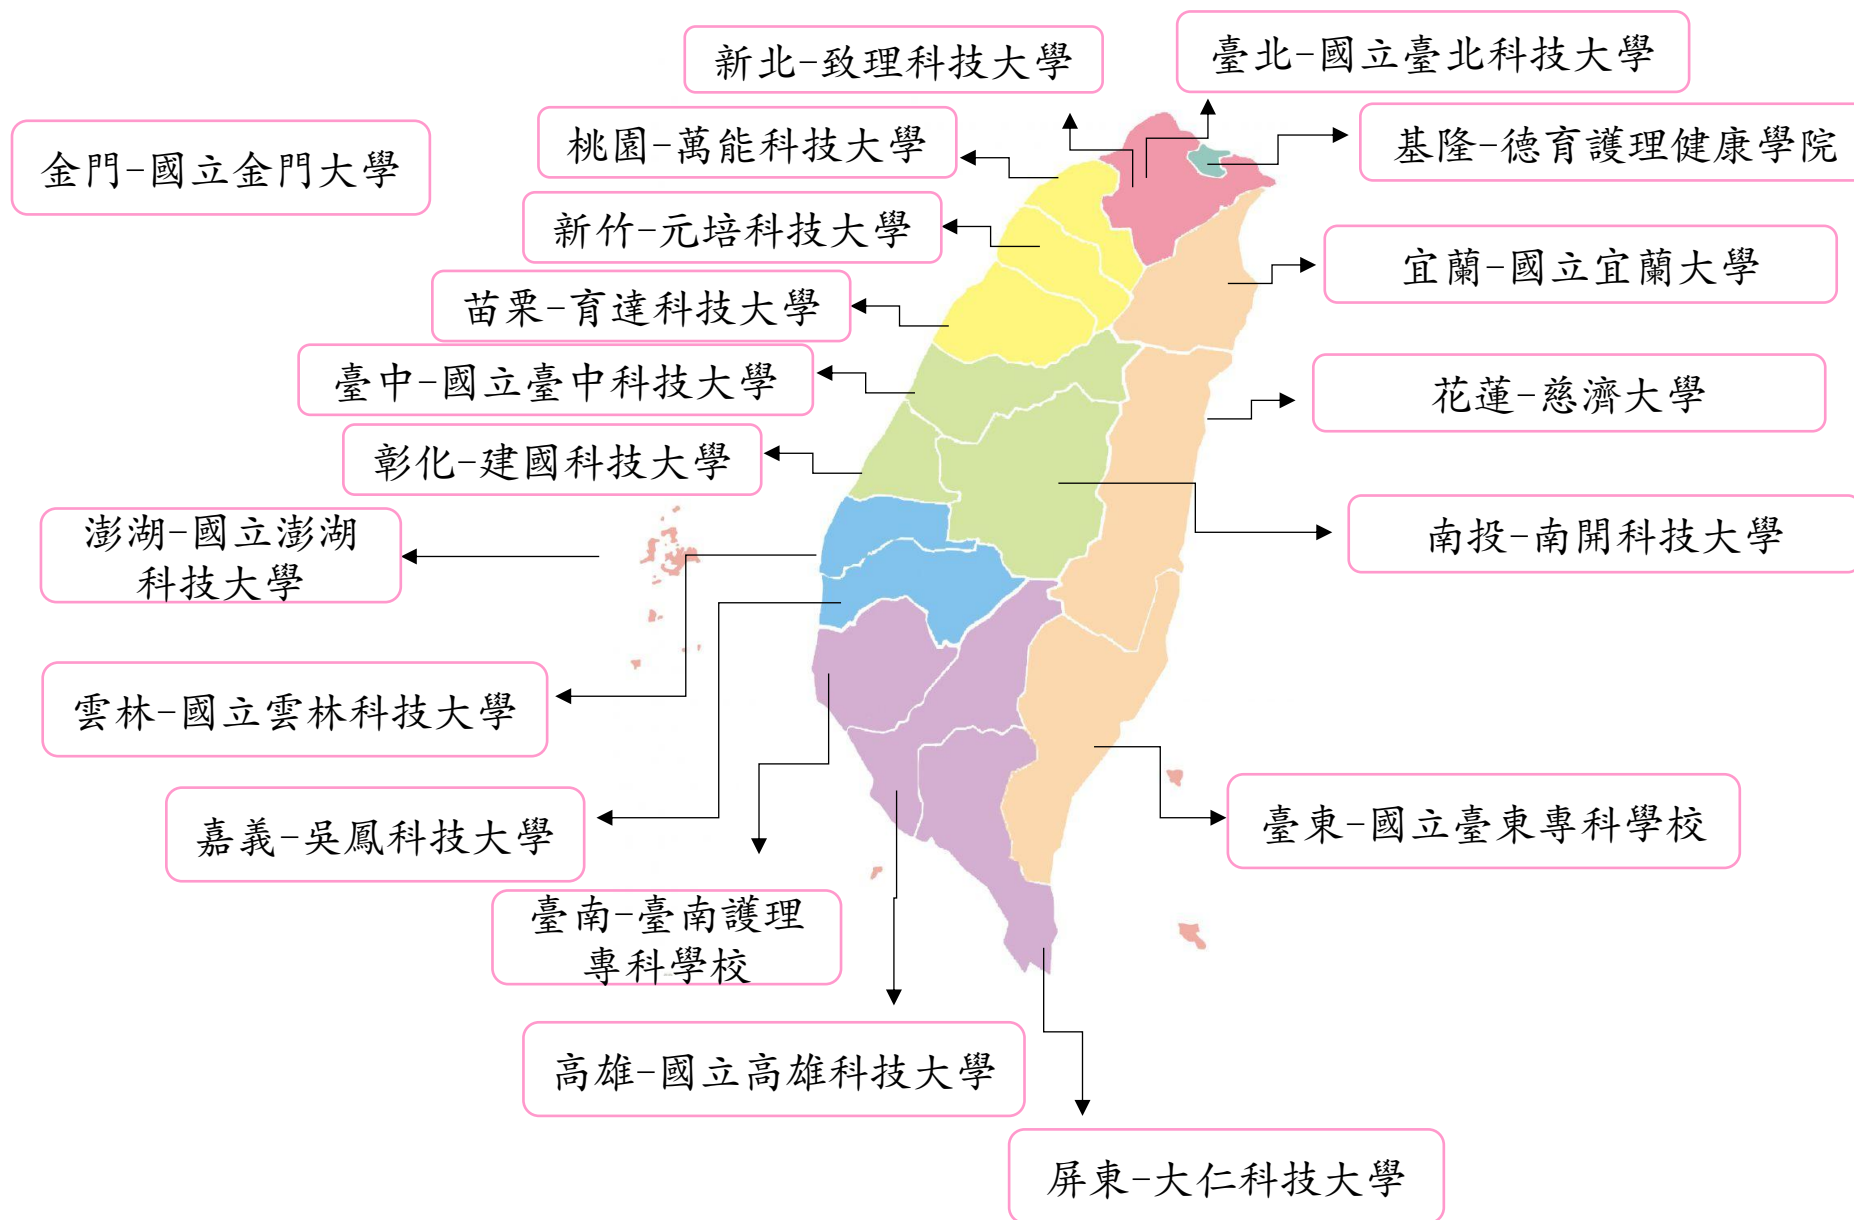 新北-致理科技大學
臺北-國立臺北科技大學
金門-國立金門大學
桃園-萬能科技大學
基隆-德育護理健康學院
新竹-元培科技大學
宜蘭-國立宜蘭大學
苗栗-育達科技大學
臺中-國立臺中科技大學
花蓮-慈濟大學
彰化-建國科技大學
澎湖-國立澎湖
科技大學
南投-南開科技大學
雲林-國立雲林科技大學
嘉義-吳鳳科技大學
臺東-國立臺東專科學校
臺南-臺南護理
專科學校
高雄-國立高雄科技大學
屏東-大仁科技大學